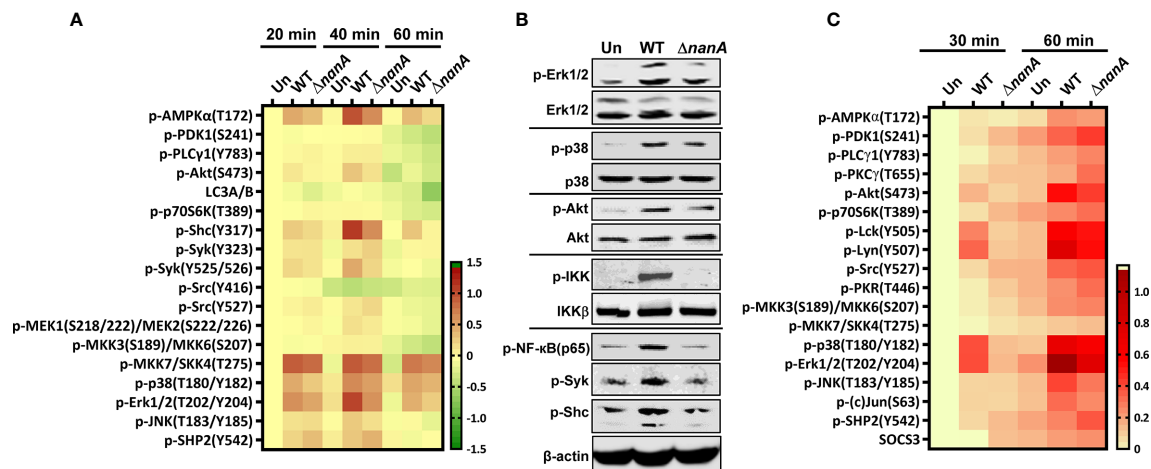 A
20 min 40 min 60 min
Un WT ΔnanA Un WT ΔnanA Un WT ΔnanA
p-AMPKα(T172)
p-PDK1(S241)
p-PLCγ1(Y783)
p-Akt(S473)
LC3A/B
p-p70S6K(T389)
p-Shc(Y317)
p-Syk(Y323)
p-Syk(Y525/526)
p-Src(Y416)
p-Src(Y527)
p-MEK1(S218/222)/MEK2(S222/226)
p-MKK3(S189)/MKK6(S207)
p-MKK7/SKK4(T275)
p-p38(T180/Y182)
p-Erk1/2(T202/Y204)
p-JNK(T183/Y185)
p-SHP2(Y542)
1.5
1.0
0.5
0
-0.5
-1.0
-1.5
B
Un WT ΔnanA
p-Erk1/2
Erk1/2
p-p38
p38
p-Akt
Akt
p-IKK
IKKβ
p-NF-κB(p65)
p-Syk
p-Shc
β-actin
C
30 min 60 min
Un WT ΔnanA Un WT ΔnanA
p-AMPKα(T172)
p-PDK1(S241)
p-PLCγ1(Y783)
p-PKCγ(T655)
p-Akt(S473)
p-p70S6K(T389)
p-Lck(Y505)
p-Lyn(Y507)
p-Src(Y527)
p-PKR(T446)
p-MKK3(S189)/MKK6(S207)
p-MKK7/SKK4(T275)
p-p38(T180/Y182)
p-Erk1/2(T202/Y204)
p-JNK(T183/Y185)
p-(c)Jun(S63)
p-SHP2(Y542)
SOCS3
1.0
0.8
0.6
0.4
0.2
0